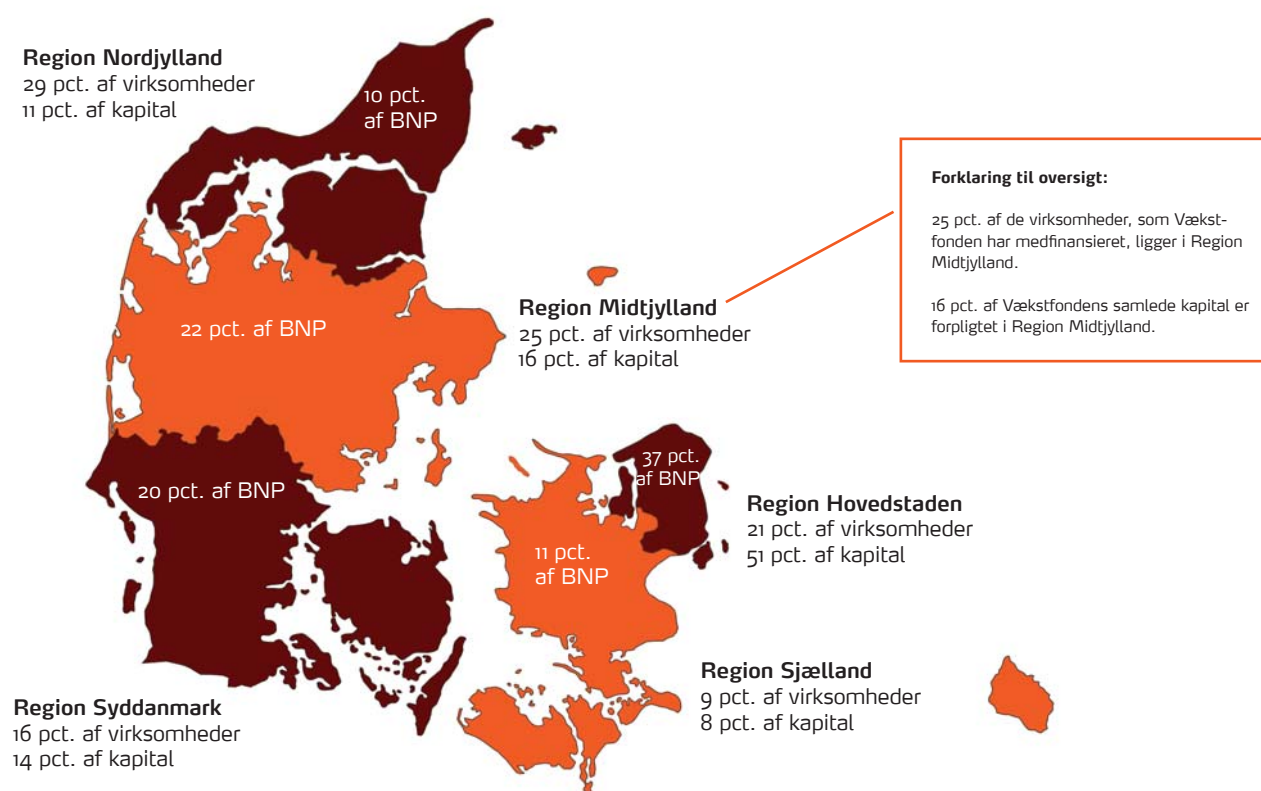 Region Nordjylland
29 pct. af virksomheder
11 pct. af kapital
10 pct.
af BNP
Forklaring til oversigt:
25 pct. af de virksomheder, som Vækst-
fonden har medfinansieret, ligger i Region
Midtjylland.
16 pct. af Vækstfondens samlede kapital er
forpligtet i Region Midtjylland.
Region Midtjylland
25 pct. af virksomheder
16 pct. af kapital
22 pct. af BNP
20 pct. af BNP
37 pct.
af BNP
Region Hovedstaden
21 pct. af virksomheder
51 pct. af kapital
11 pct.
af BNP
Region Sjælland
9 pct. af virksomheder
8 pct. af kapital
Region Syddanmark
16 pct. af virksomheder
14 pct. af kapital